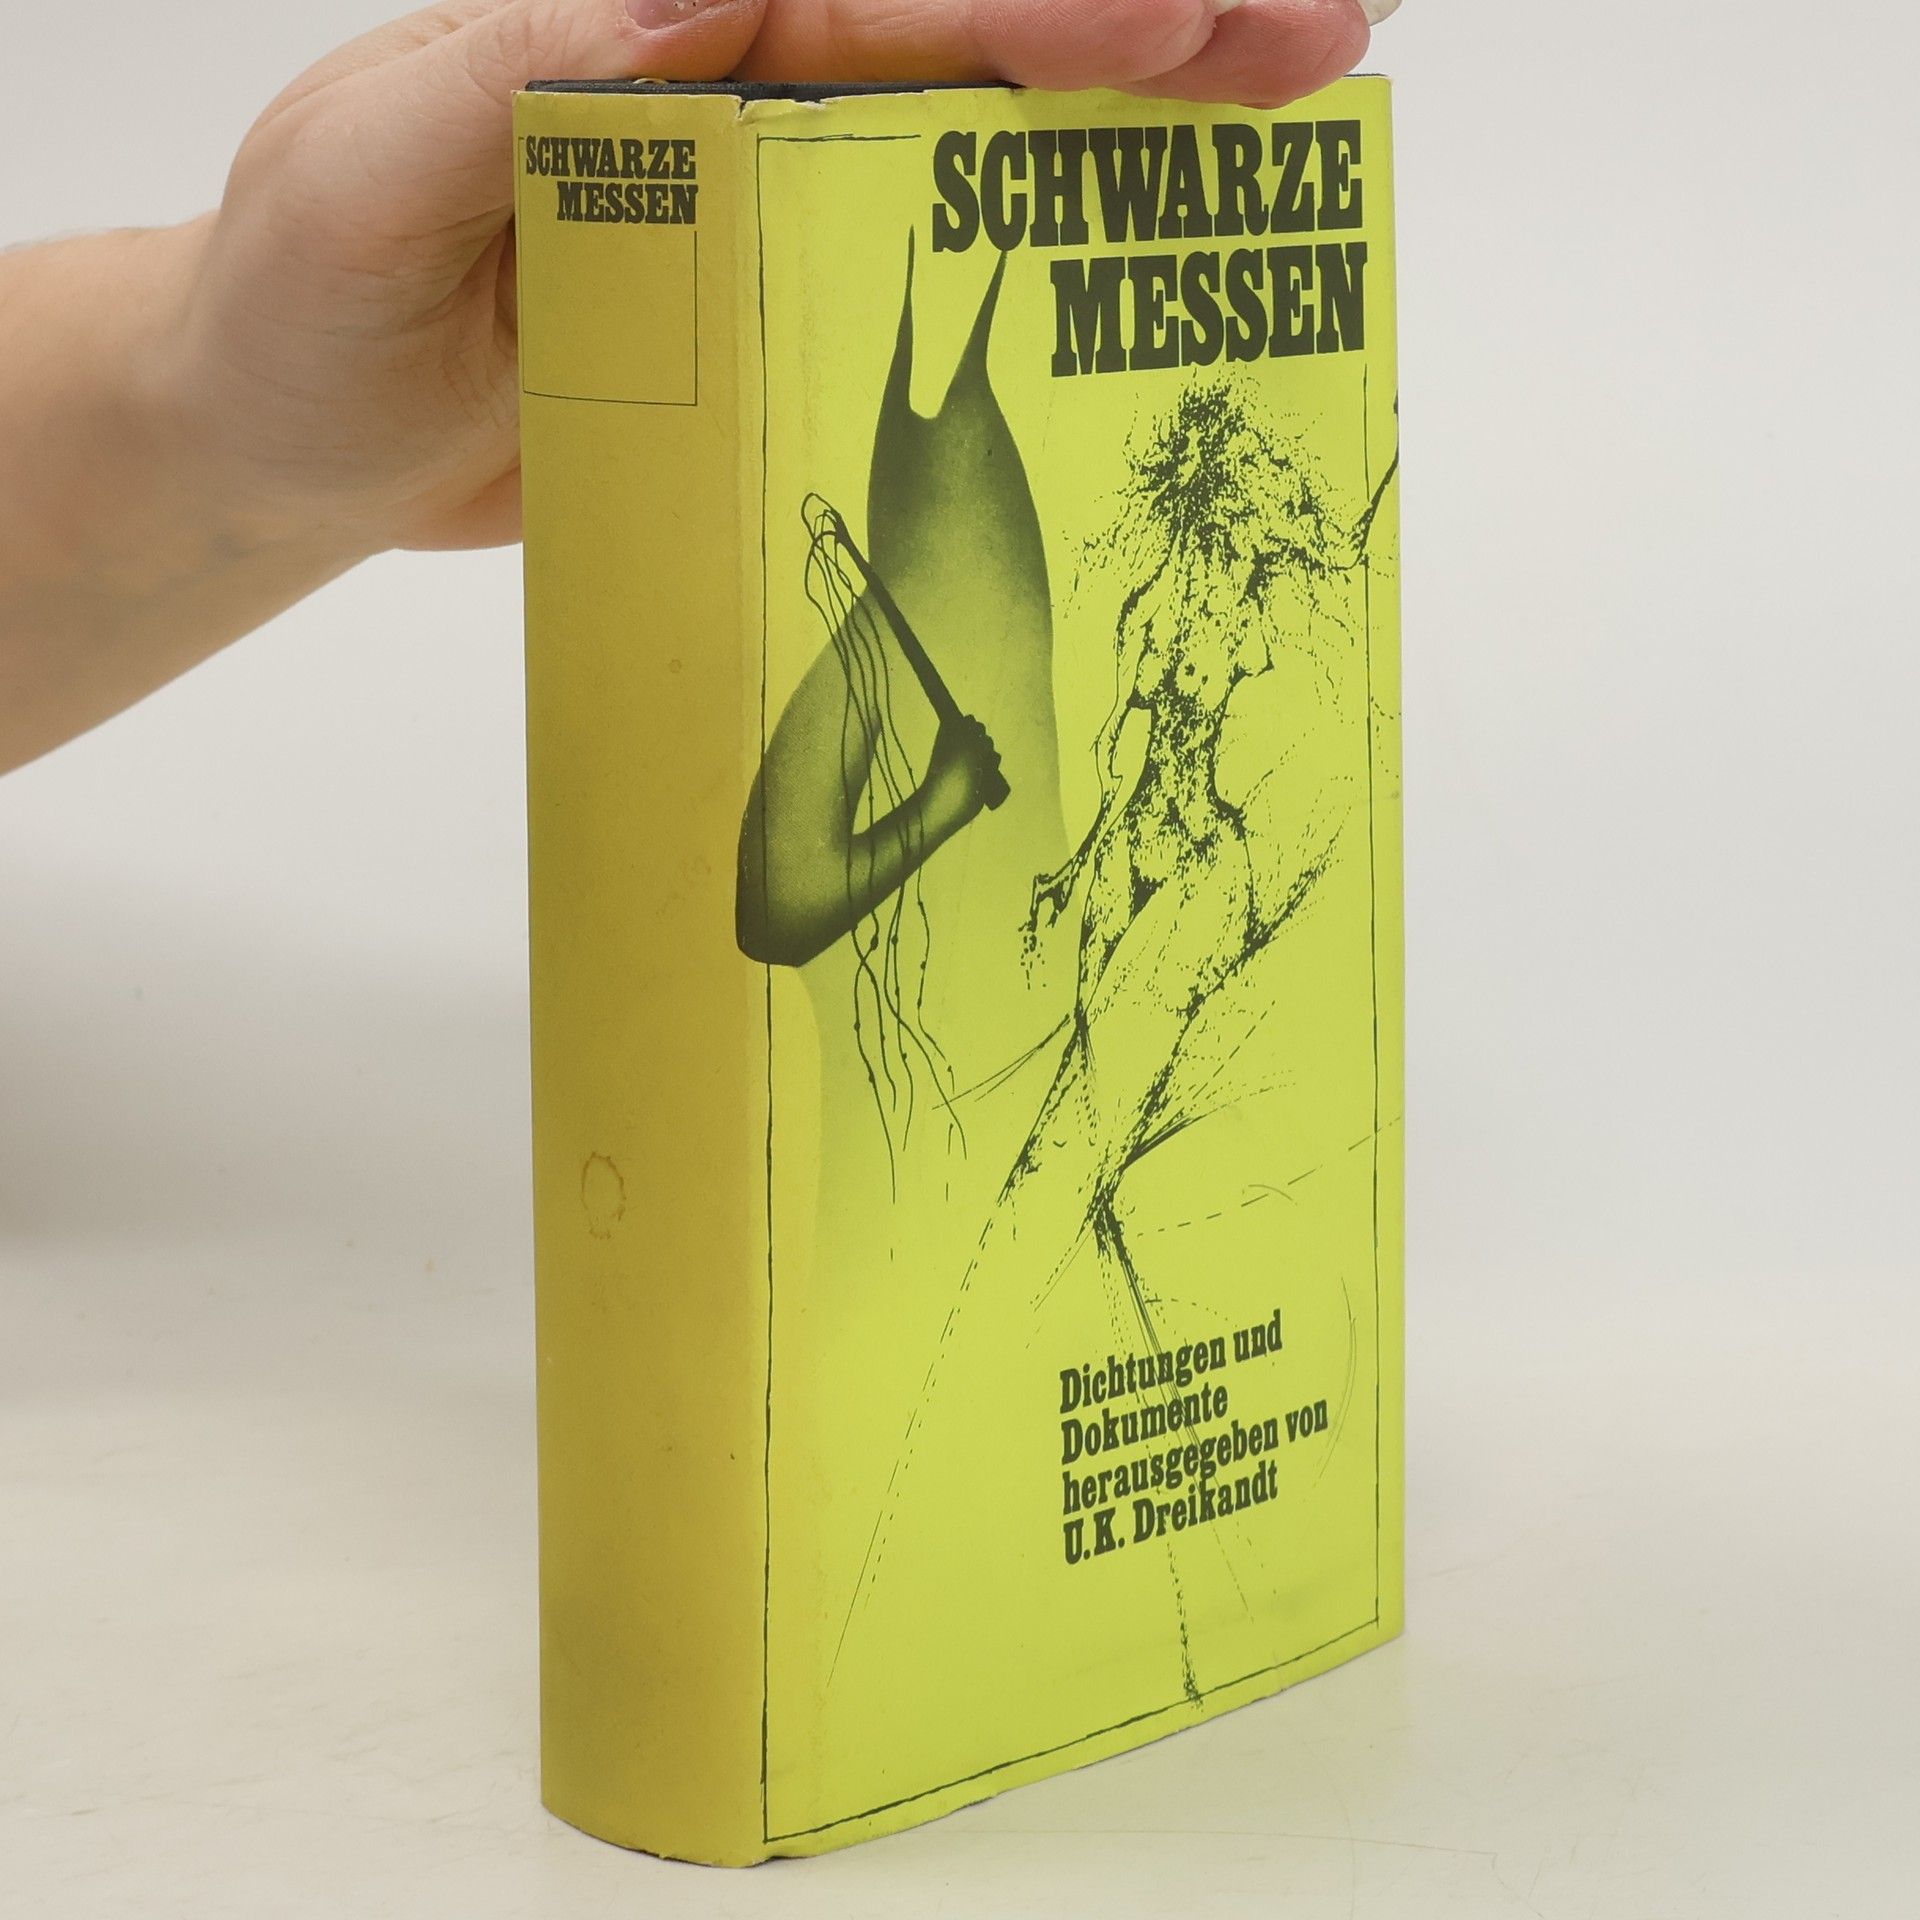 SCHWARZE
MESSEN
SCHWARZE
MESSEN
Dichtungen und
Dokumente
herausgegeben von
U.K. Dreikandt